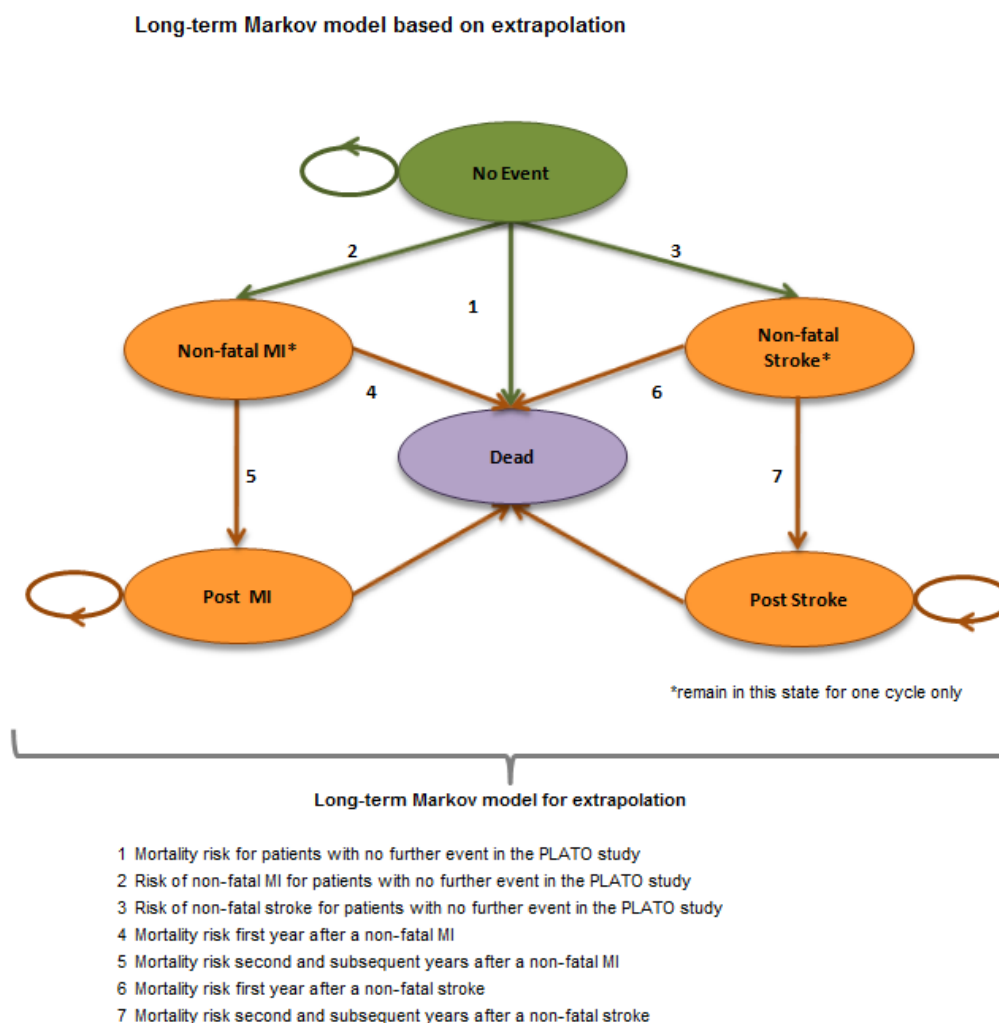 Long-term Markov model based on extrapolation
No Event
2
3
1
Non-fatal MI*
Non-fatal
Stroke*
4
6
Dead
5
7
Post MI
Post Stroke
*remain in this state for one cycle only
Long-term Markov model for extrapolation
1 Mortality risk for patients with no further event in the PLATO study
2 Risk of non-fatal MI for patients with no further event in the PLATO study
3 Risk of non-fatal stroke for patients with no further event in the PLATO study
4 Mortality risk first year after a non-fatal MI
5 Mortality risk second and subsequent years after a non-fatal MI
6 Mortality risk first year after a non-fatal stroke
7 Mortality risk second and subsequent years after a non-fatal stroke